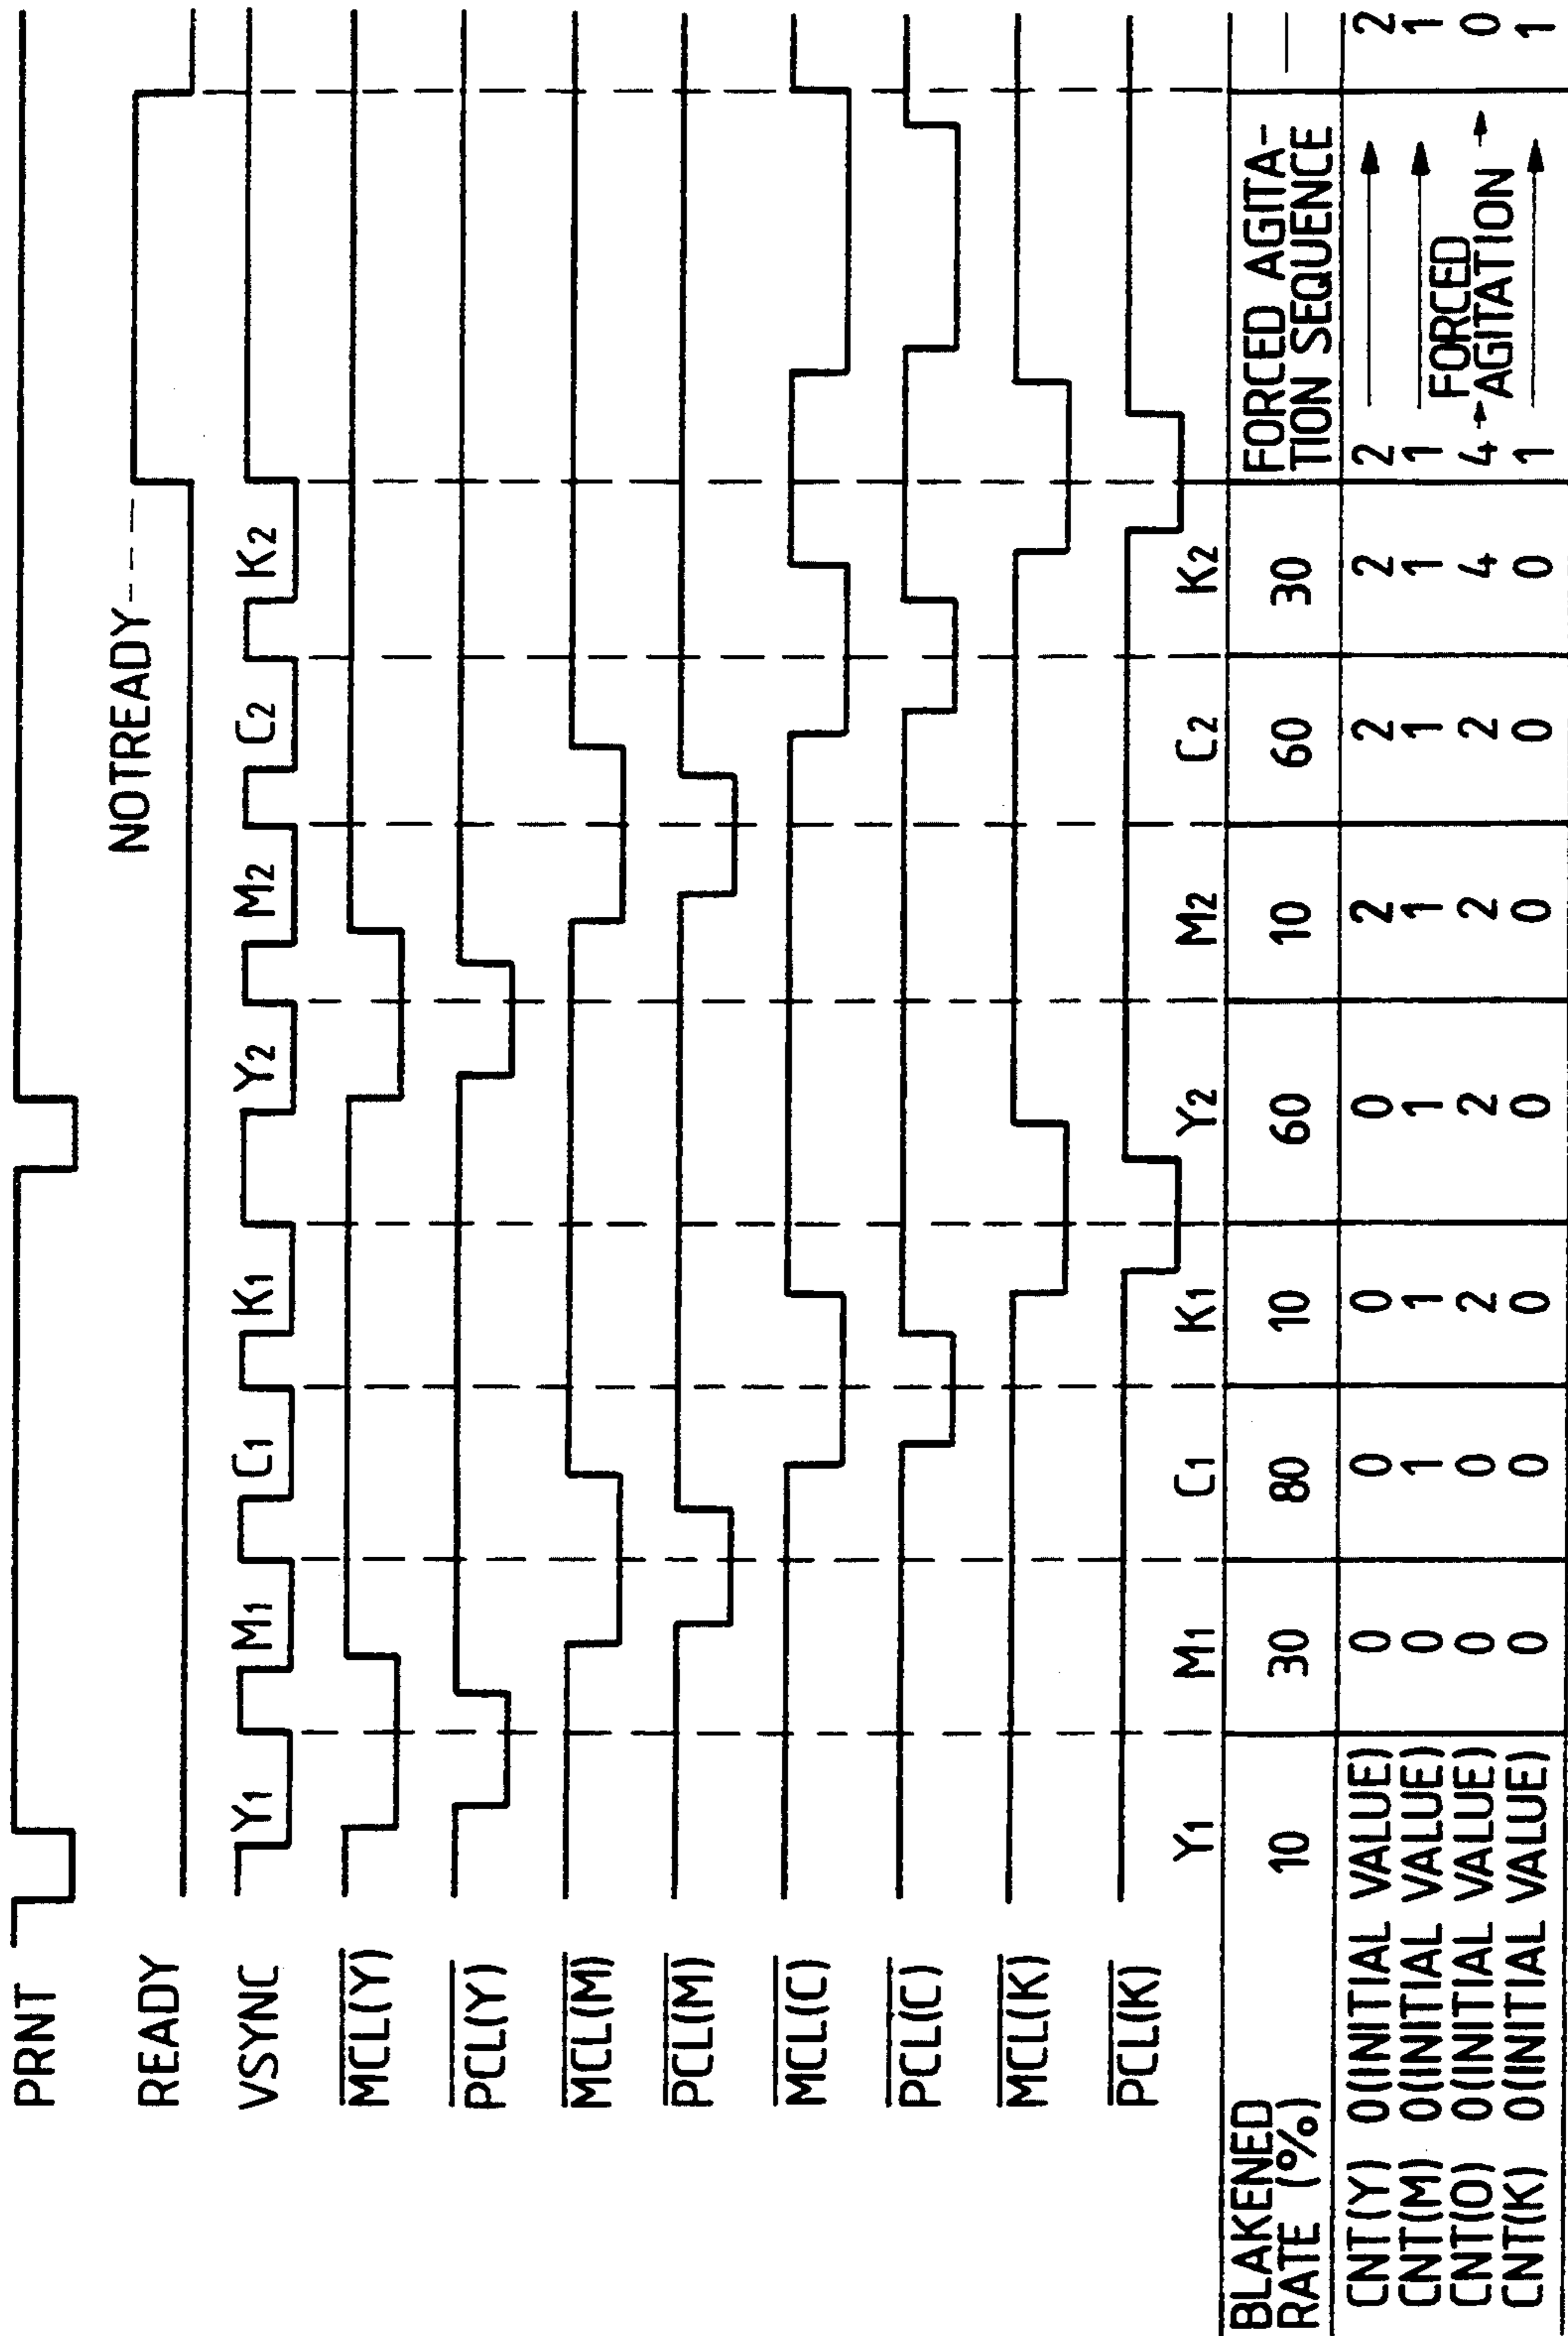 PRNT
READY
NOTREADY
VSYNC Y1 M1 C1 K1 Y2 M2 C2 K2
MCL(Y)
PCL(Y)
MCL(M)
PCL(M)
MCL(C)
PCL(C)
MCL(K)
PCL(K)
Y1 M1 C1 K1 Y2 M2 C2 K2
BLAKENED
RATE (%) 10 30 80 10 60 10 60 30 FORCED AGITA-
TION SEQUENCE —
CNT(Y) 0(INITIAL VALUE) 0 0 0 0 2 2 2 2 2
CNT(M) 0(INITIAL VALUE) 0 1 1 1 1 1 1 1 1
CNT(O) 0(INITIAL VALUE) 0 0 2 2 2 2 4 4 FORCED
AGITATION 0
CNT(K) 0(INITIAL VALUE) 0 0 0 0 0 0 0 1 1